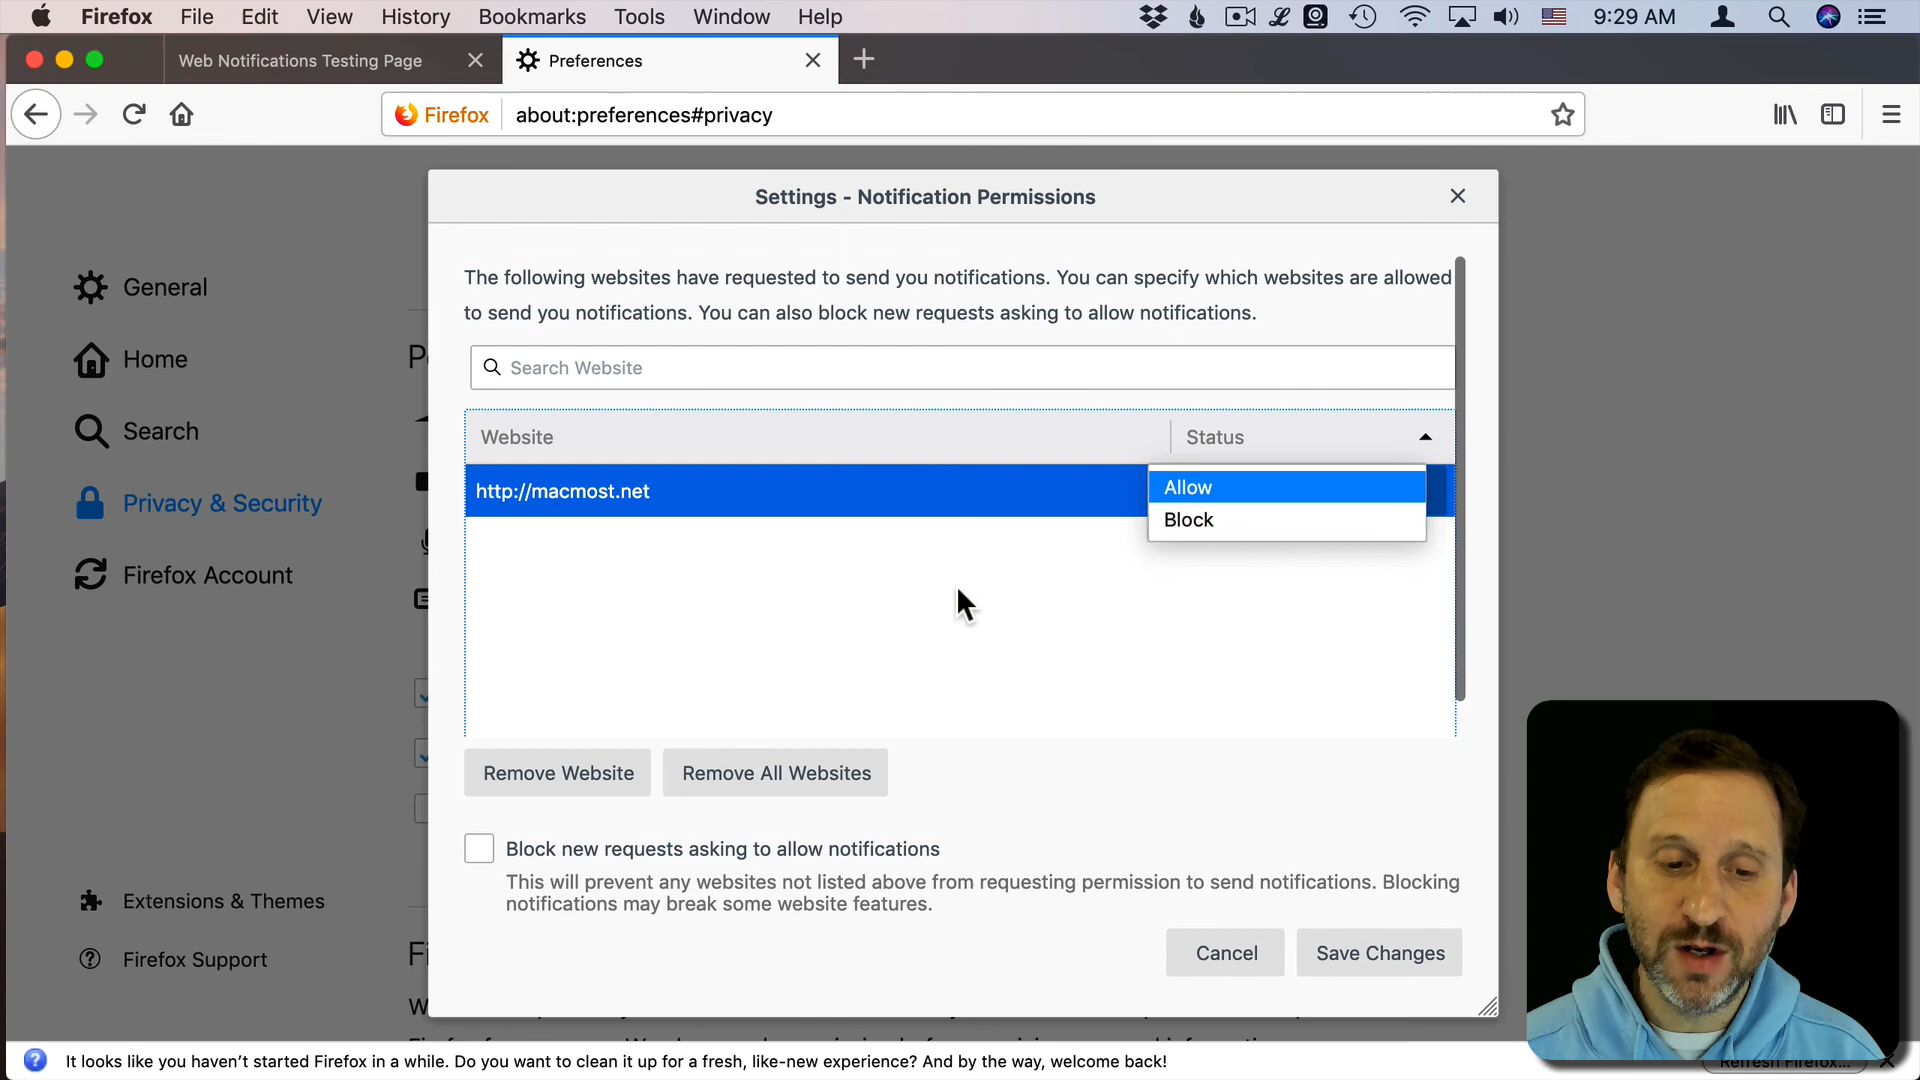 Firefox File Edit View History Bookmarks Tools Window Help 9:29 AM
Web Notifications Testing Page
Preferences
Firefox about:preferences#privacy
Settings - Notification Permissions
The following websites have requested to send you notifications. You can specify which websites are allowed
to send you notifications. You can also block new requests asking to allow notifications.
Search Website
Website Status
http://macmost.net
Allow
Block
Remove Website Remove All Websites
Block new requests asking to allow notifications
This will prevent any websites not listed above from requesting permission to send notifications. Blocking
notifications may break some website features.
Cancel Save Changes
General
Home
Search
Privacy & Security
Firefox Account
Extensions & Themes
Firefox Support
It looks like you haven't started Firefox in a while. Do you want to clean it up for a fresh, like-new experience? And by the way, welcome back!
Refresh Firefox...